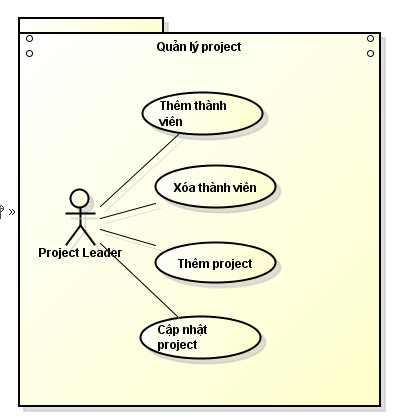 Quản lý project
Thêm thành
viên
Xóa thành viên
Project Leader
Thêm project
Cập nhật
project